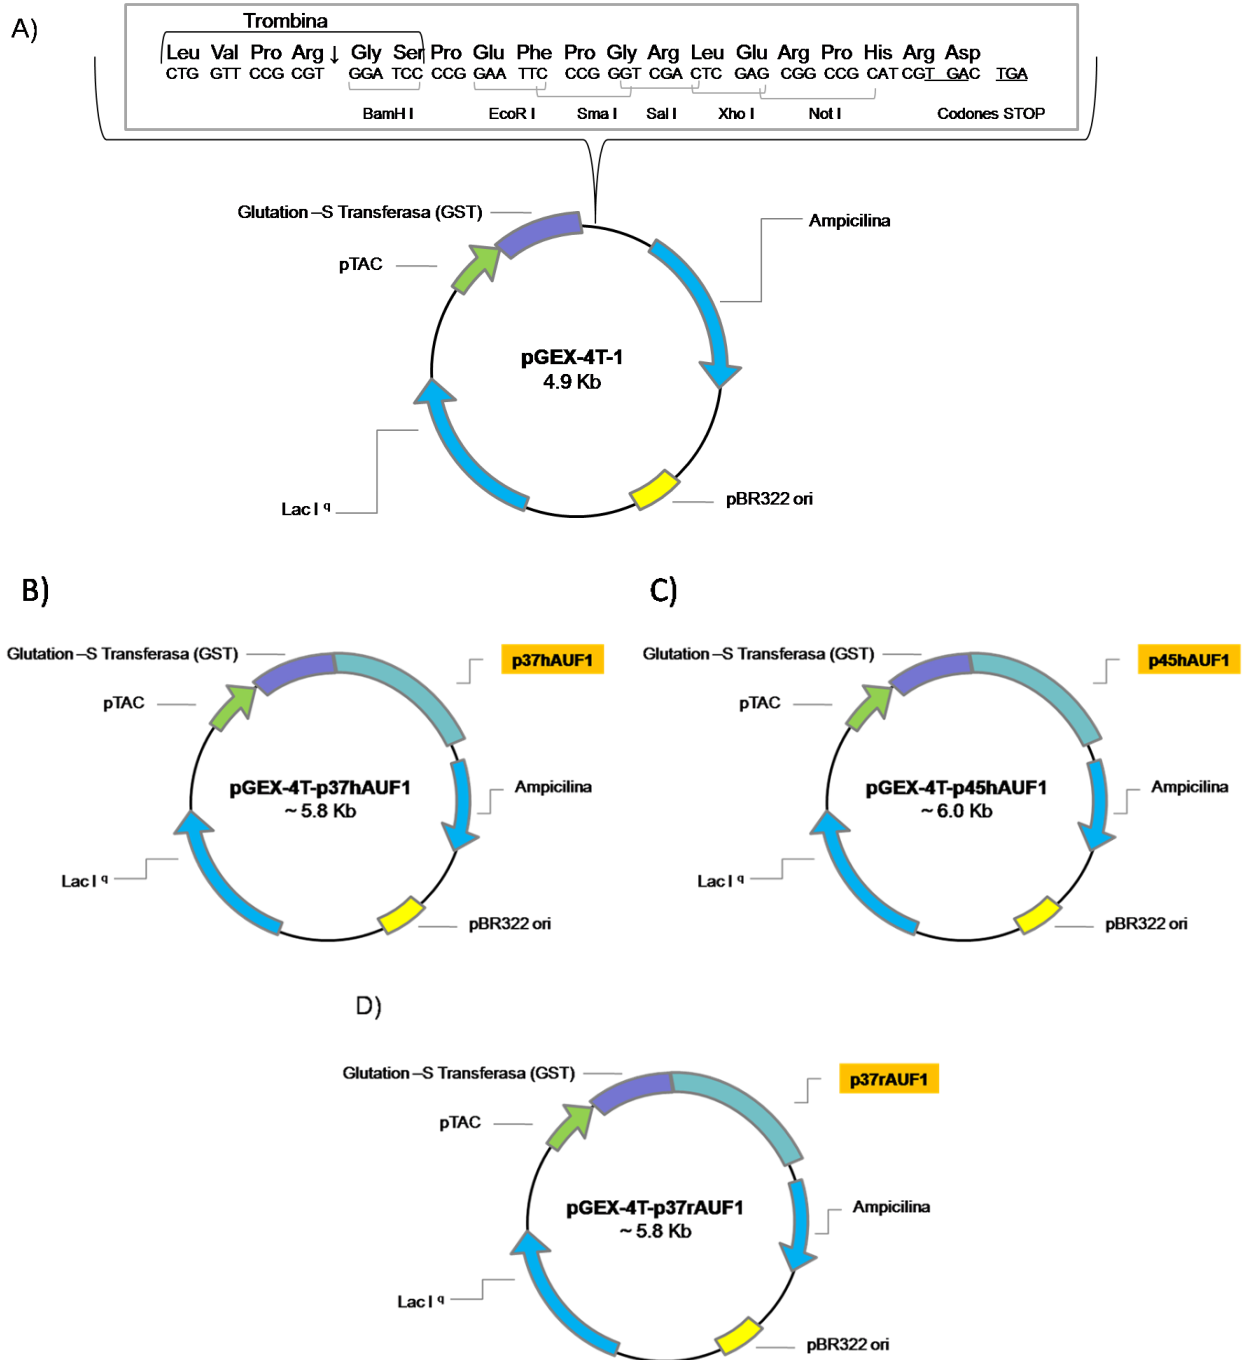 A)
Trombina
Leu Val Pro Arg ↓ Gly Ser Pro Glu Phe Pro Gly Arg Leu Glu Arg Pro His Arg Asp
CTG GTT CCG CGT GGA TCC CCG GAA TTC CCG GGT CGA CTC GAG CGG CCG CAT CGT GAC TGA
BamH I EcoR I Sma I Sal I Xho I Not I Codones STOP
Glutation –S Transferasa (GST)
Ampicilina
pTAC
pGEX-4T-1
4.9 Kb
pBR322 ori
Lac I q
B)
C)
Glutation –S Transferasa (GST)
p37hAUF1
pTAC
pGEX-4T-p37hAUF1
~ 5.8 Kb
Ampicilina
Lac I q
pBR322 ori
Glutation –S Transferasa (GST)
p45hAUF1
pTAC
pGEX-4T-p45hAUF1
~ 6.0 Kb
Ampicilina
Lac I q
pBR322 ori
D)
Glutation –S Transferasa (GST)
p37rAUF1
pTAC
pGEX-4T-p37rAUF1
~ 5.8 Kb
Ampicilina
Lac I q
pBR322 ori